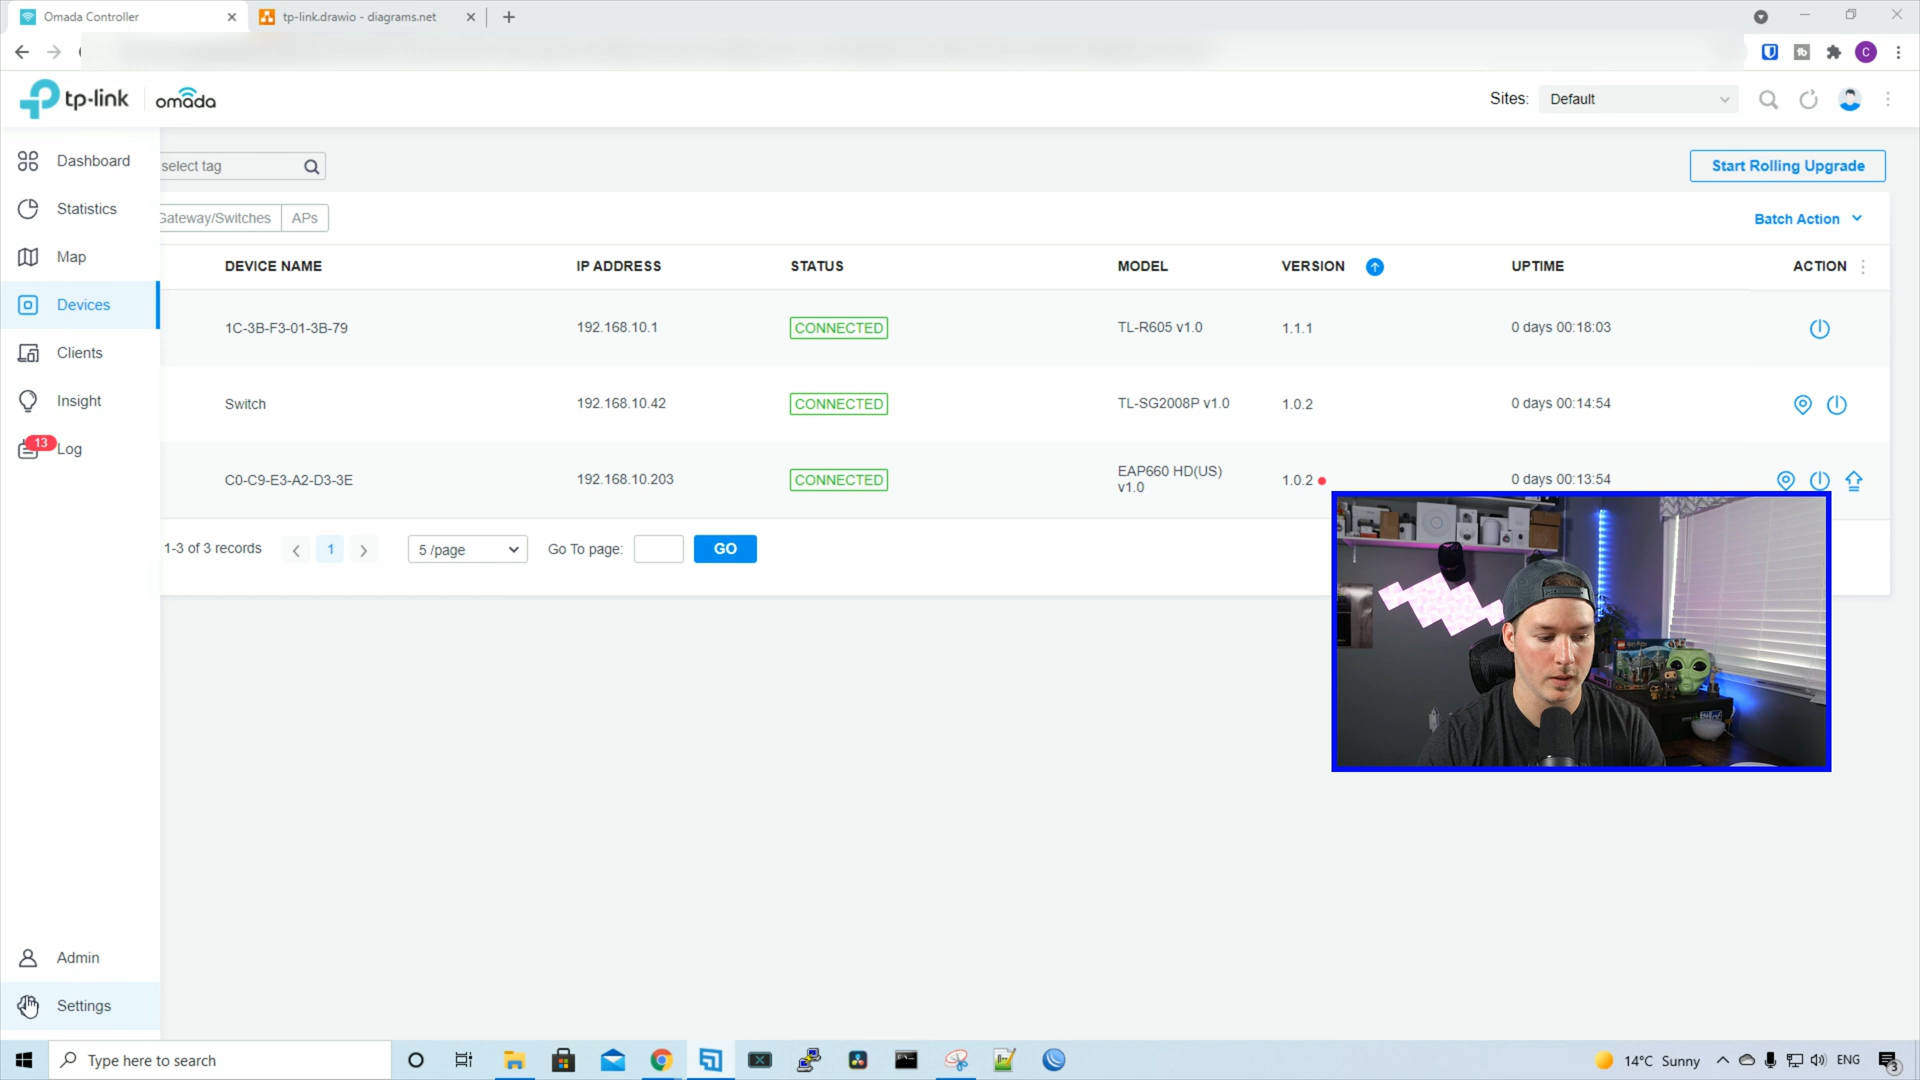 Omada Controller
tp-link.drawio - diagrams.net
C
tp-link
omada
Sites:
Default
Dashboard
Statistics
Map
Devices
Clients
Insight
13
Log
Admin
Settings
select tag
Start Rolling Upgrade
Gateway/Switches
APs
Batch Action
DEVICE NAME IP ADDRESS STATUS MODEL VERSION UPTIME ACTION
1C-3B-F3-01-3B-79 192.168.10.1 CONNECTED TL-R605 v1.0 1.1.1 0 days 00:18:03
Switch 192.168.10.42 CONNECTED TL-SG2008P v1.0 1.0.2 0 days 00:14:54
C0-C9-E3-A2-D3-3E 192.168.10.203 CONNECTED EAP660 HD(US) v1.0 1.0.2 0 days 00:13:54
1-3 of 3 records
1
5 /page
Go To page:
GO
Type here to search
14°C Sunny
ENG
3